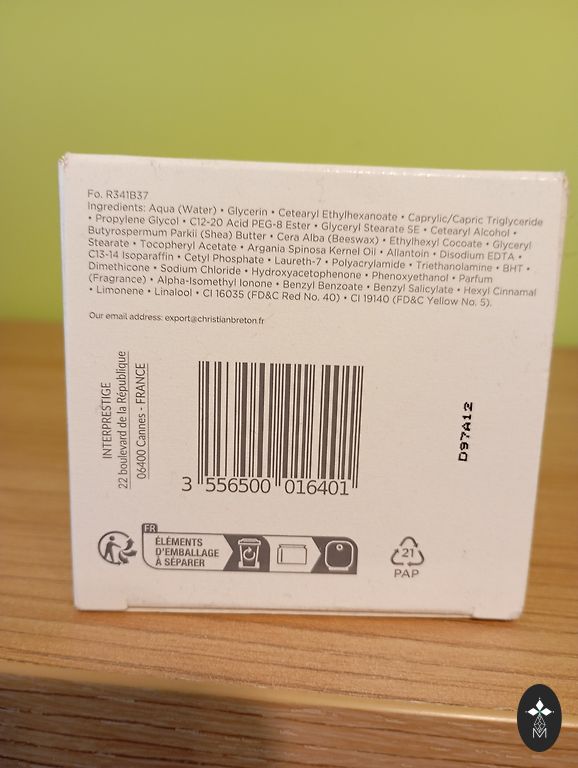 Fo. R341B37
Ingredients: Aqua (Water) • Glycerin • Cetearyl Ethylhexanoate • Caprylic/Capric Triglyceride
• Propylene Glycol • C12-20 Acid PEG-8 Ester • Glyceryl Stearate SE • Cetearyl Alcohol •
Butyrospermum Parkii (Shea) Butter • Cera Alba (Beeswax) • Ethylhexyl Cocoate • Glyceryl
Stearate • Tocopheryl Acetate • Argania Spinosa Kernel Oil • Allantoin • Disodium EDTA •
C13-14 Isoparaffin • Cetyl Phosphate • Laureth-7 • Polyacrylamide • Triethanolamine • BHT •
Dimethicone • Sodium Chloride • Hydroxyacetophenone • Phenoxyethanol • Parfum
(Fragrance) • Alpha-Isomethyl Ionone • Benzyl Benzoate • Benzyl Salicylate • Hexyl Cinnamal
• Limonene • Linalool • CI 16035 (FD&C Red No. 40) • CI 19140 (FD&C Yellow No. 5).
Our email address: export@christianbreton.fr
INTERPRESTIGE
22 boulevard de la République
06400 Cannes - FRANCE
3 556500 016401
D97A12
FR
ÉLÉMENTS
D'EMBALLAGE
À SÉPARER
21
PAP
M